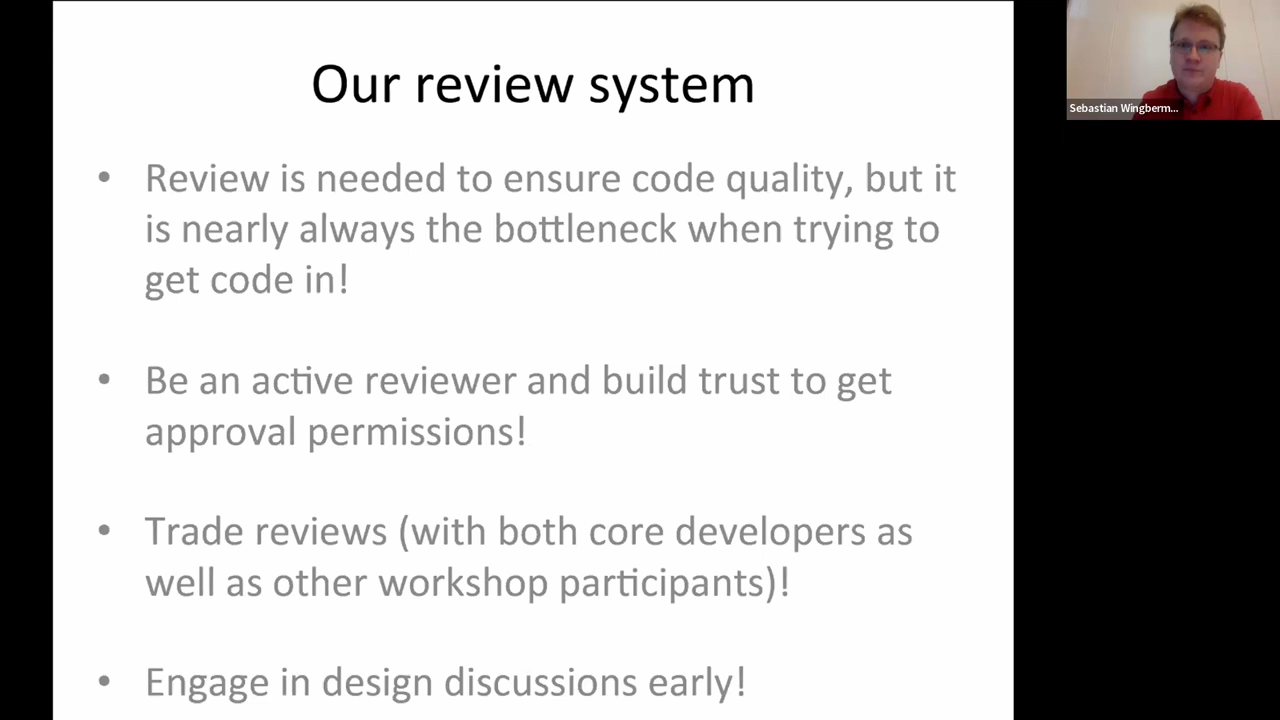 Our review system
Sebastian Wingberm...
• Review is needed to ensure code quality, but it
is nearly always the bottleneck when trying to
get code in!
• Be an active reviewer and build trust to get
approval permissions!
• Trade reviews (with both core developers as
well as other workshop participants)!
• Engage in design discussions early!